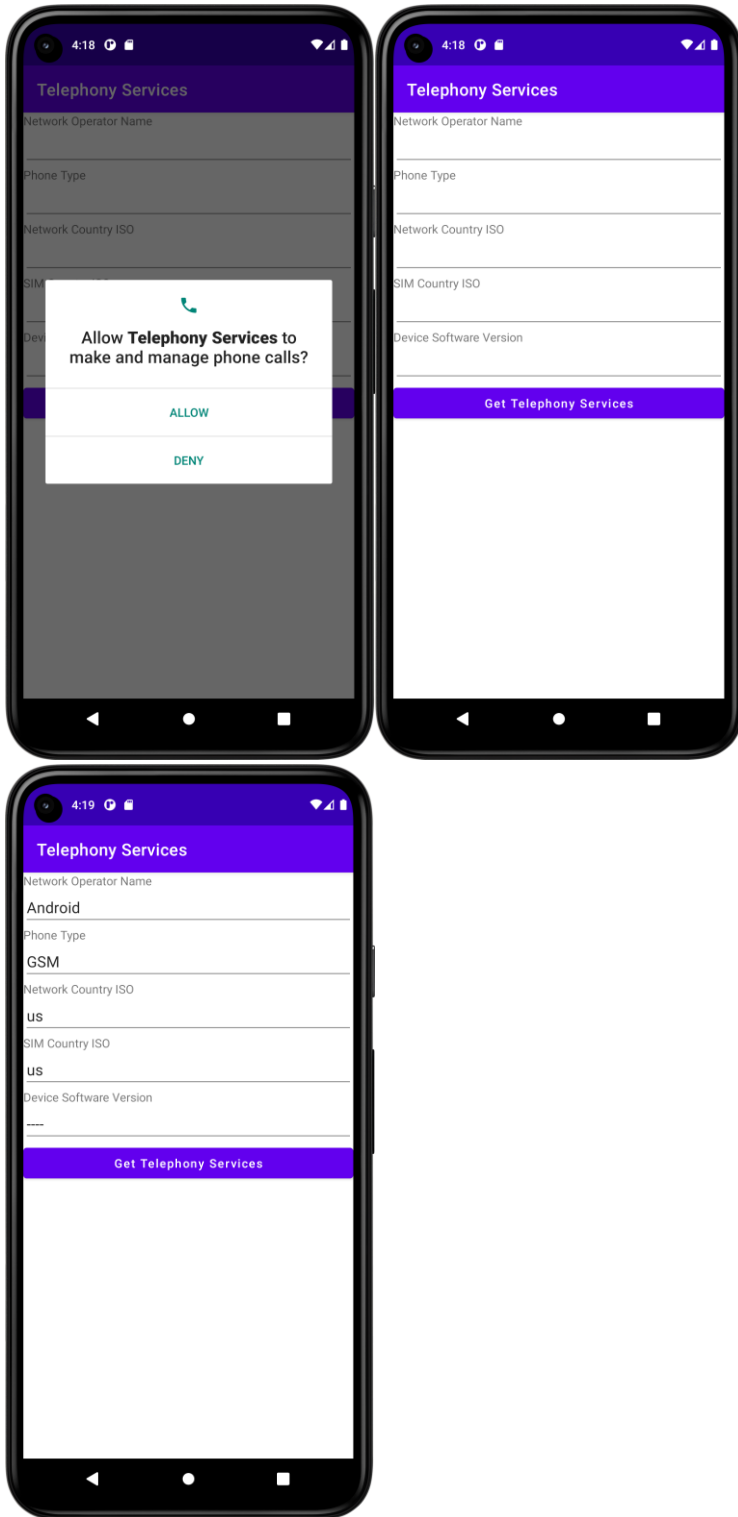 4:18
Telephony Services
Network Operator Name
Phone Type
Network Country ISO
SIM
Devi
Allow Telephony Services to
make and manage phone calls?
ALLOW
DENY
4:18
Telephony Services
Network Operator Name
Phone Type
Network Country ISO
SIM Country ISO
Device Software Version
Get Telephony Services
4:19
Telephony Services
Network Operator Name
Android
Phone Type
GSM
Network Country ISO
us
SIM Country ISO
us
Device Software Version
----
Get Telephony Services